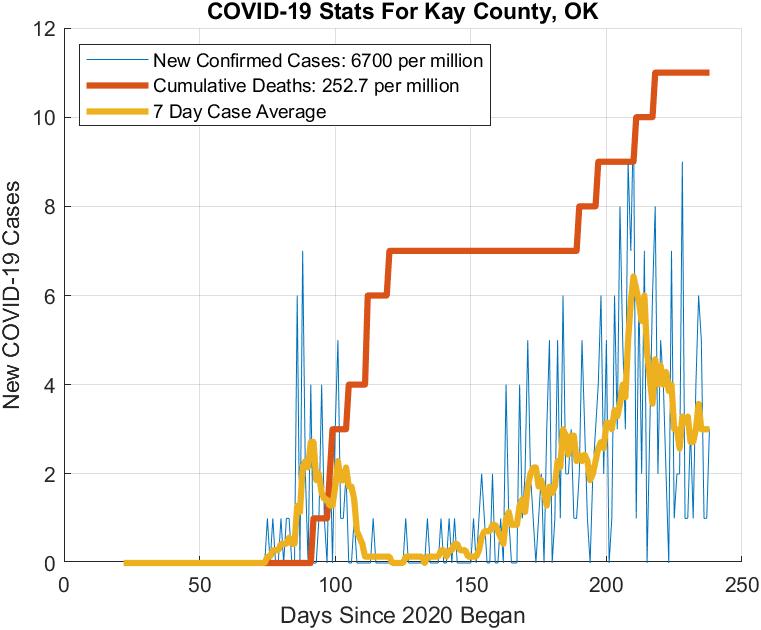 COVID-19 Stats For Kay County, OK
New Confirmed Cases: 6700 per million
Cumulative Deaths: 252.7 per million
7 Day Case Average
12
10
8
6
4
2
0
New COVID-19 Cases
0 50 100 150 200 250
Days Since 2020 Began